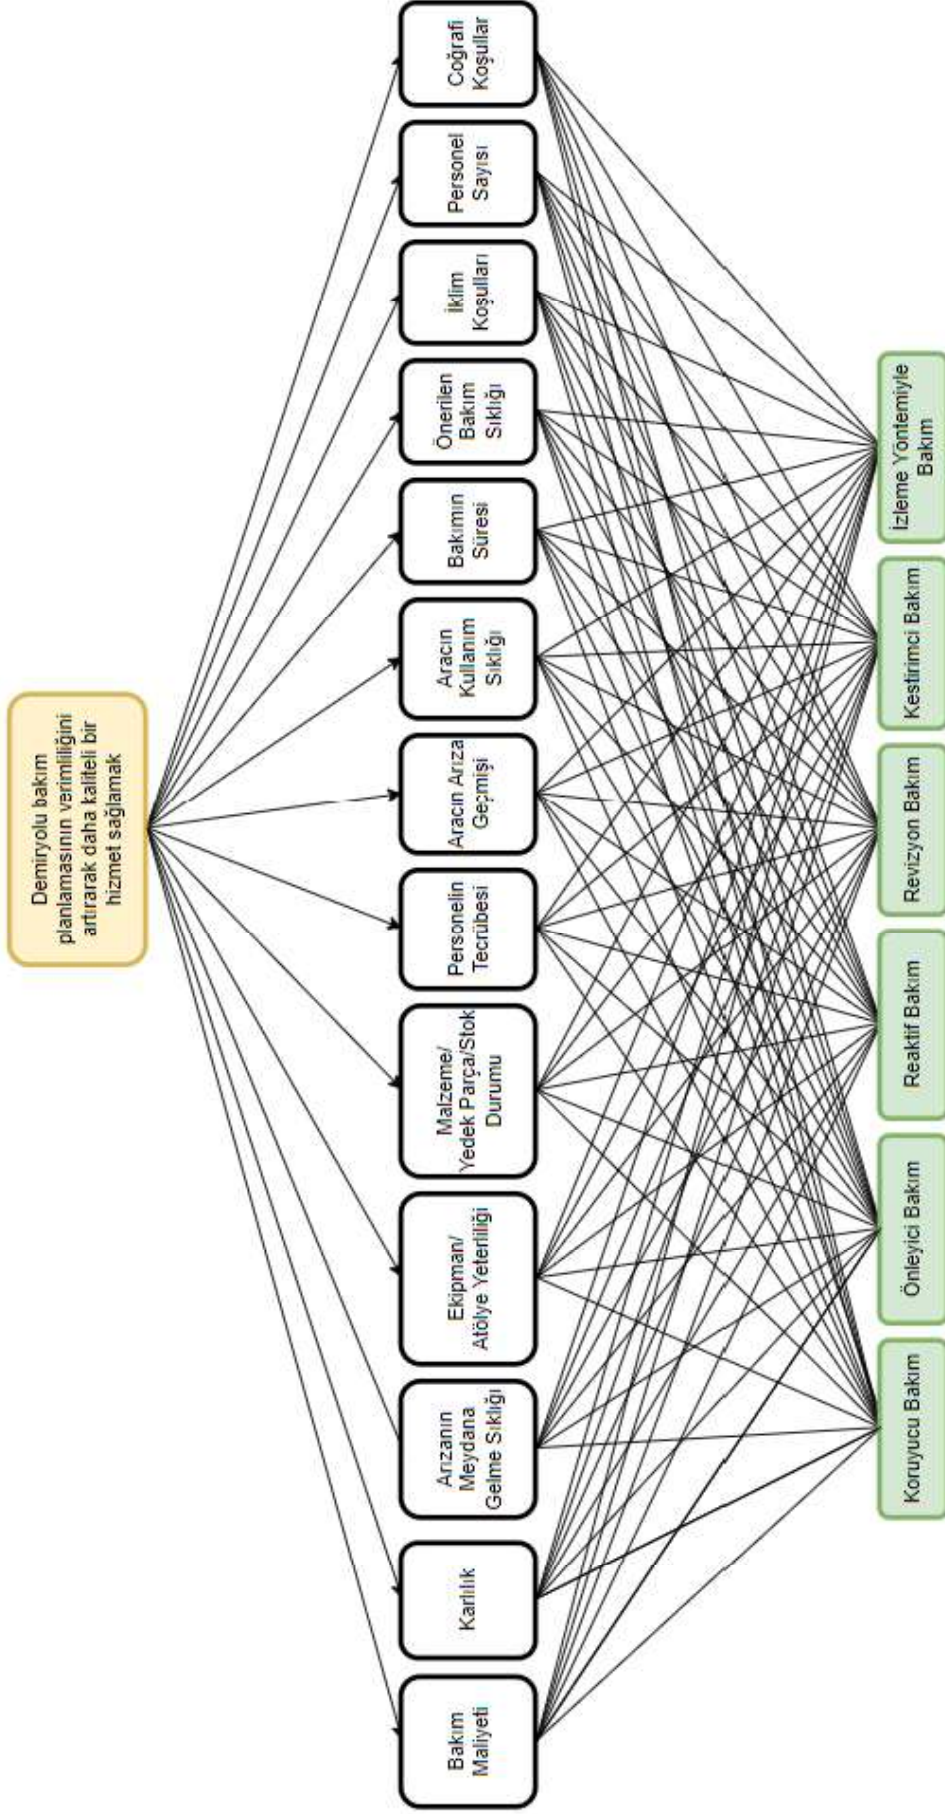 Demiryolu bakım
planlamasının verimliliğini
artırarak daha kaliteli bir
hizmet sağlamak
Bakım
Maliyeti
Karlılık
Arızanın
Meydana
Gelme Sıklığı
Ekipman/
Atölye Yeterliliği
Malzeme/
Yedek Parça/Stok
Durumu
Personelin
Tecrübesi
Aracın Arıza
Geçmişi
Aracın
Kullanım
Sıklığı
Bakımın
Süresi
Önerilen
Bakım
Sıklığı
İklim
Koşulları
Personel
Sayısı
Coğrafi
Koşullar
Koruyucu Bakım
Önleyici Bakım
Reaktif Bakım
Revizyon Bakım
Kestirimci Bakım
İzleme Yöntemiyle
Bakım